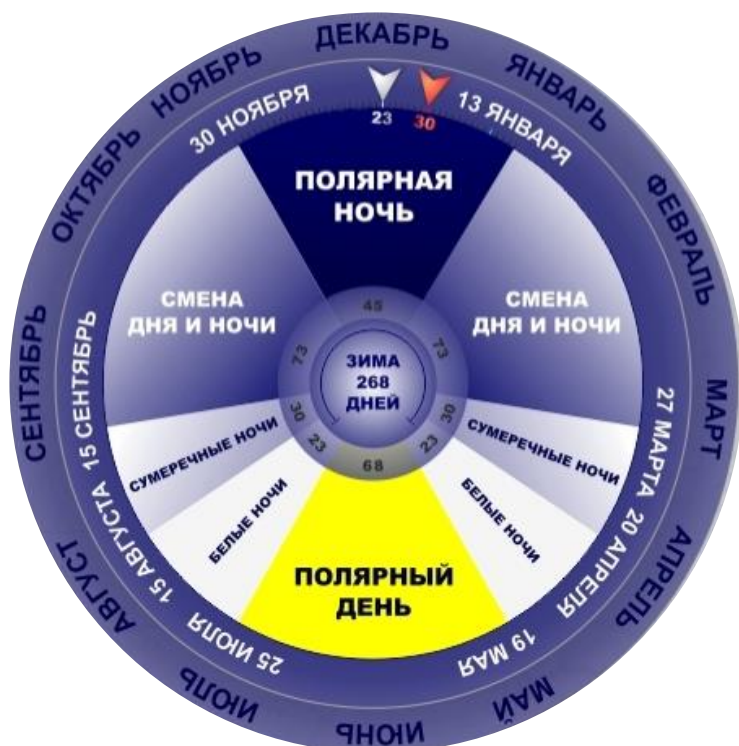 ДЕКАБРЬ
ЯНВАРЬ
ФЕВРАЛЬ
МАРТ
АПРЕЛЬ
МАЙ
ИЮНЬ
ИЮЛЬ
АВГУСТ
СЕНТЯБРЬ
ОКТЯБРЬ
НОЯБРЬ
30 НОЯБРЯ
23
30
13 ЯНВАРЯ
27 МАРТА
20 АПРЕЛЯ
19 МАЯ
25 ИЮЛЯ
15 АВГУСТА
15 СЕНТЯБРЬ
ПОЛЯРНАЯ
НОЧЬ
СМЕНА
ДНЯ И НОЧИ
СУМЕРЕЧНЫЕ НОЧИ
БЕЛЫЕ НОЧИ
ПОЛЯРНЫЙ
ДЕНЬ
БЕЛЫЕ НОЧИ
СУМЕРЕЧНЫЕ НОЧИ
СМЕНА
ДНЯ И НОЧИ
45
73
30
23
68
23
30
73
ЗИМА
268
ДНЕЙ